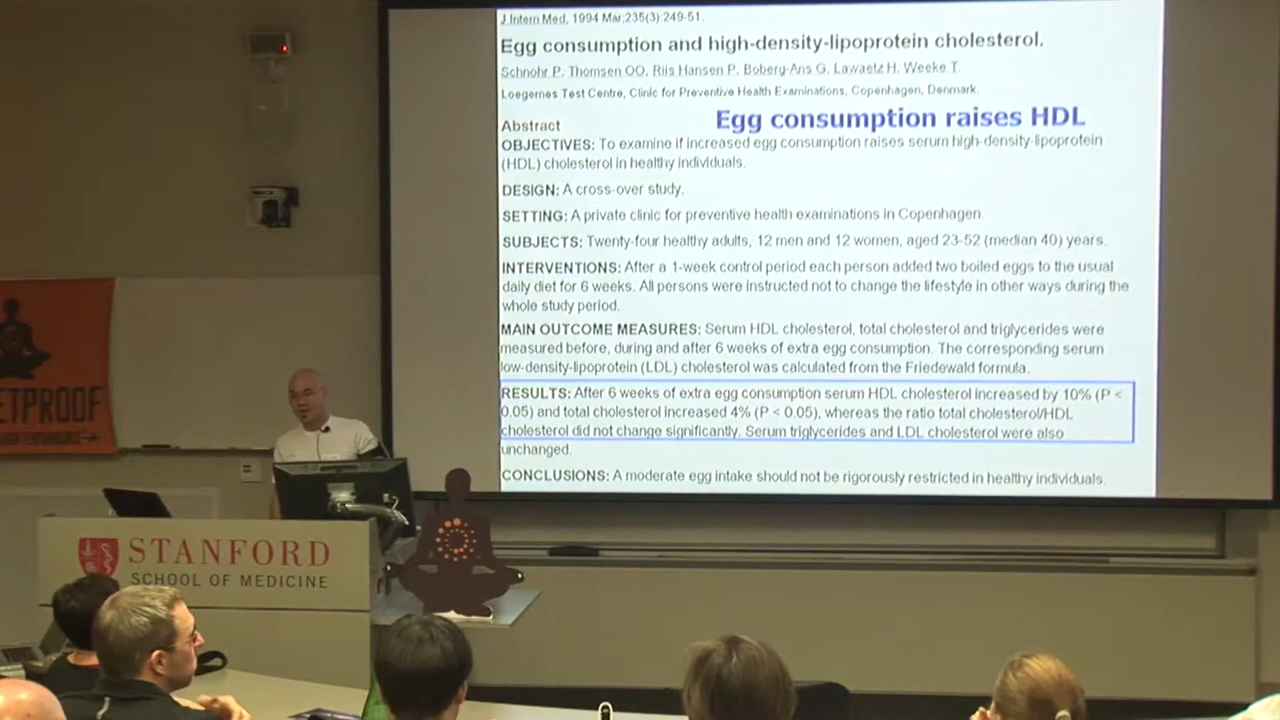 J Intern Med, 1994 Mar;235(3):249-51.
Egg consumption and high-density-lipoprotein cholesterol.
Schnohr P, Thomsen OO, Riis Hansen P, Boberg-Ans G, Lawaetz H, Weeke T.
Loegernes Test Centre, Clinic for Preventive Health Examinations, Copenhagen, Denmark.
Egg consumption raises HDL
Abstract
OBJECTIVES: To examine if increased egg consumption raises serum high-density-lipoprotein
(HDL) cholesterol in healthy individuals.
DESIGN: A cross-over study.
SETTING: A private clinic for preventive health examinations in Copenhagen.
SUBJECTS: Twenty-four healthy adults, 12 men and 12 women, aged 23-52 (median 40) years.
INTERVENTIONS: After a 1-week control period each person added two boiled eggs to the usual
daily diet for 6 weeks. All persons were instructed not to change the lifestyle in other ways during the
whole study period.
MAIN OUTCOME MEASURES: Serum HDL cholesterol, total cholesterol and triglycerides were
measured before, during and after 6 weeks of extra egg consumption. The corresponding serum
low-density-lipoprotein (LDL) cholesterol was calculated from the Friedewald formula.
RESULTS: After 6 weeks of extra egg consumption serum HDL cholesterol increased by 10% (P <
0.05) and total cholesterol increased 4% (P < 0.05), whereas the ratio total cholesterol/HDL
cholesterol did not change significantly. Serum triglycerides and LDL cholesterol were also
unchanged.
CONCLUSIONS: A moderate egg intake should not be rigorously restricted in healthy individuals.
ETPROOF
STANFORD
SCHOOL OF MEDICINE